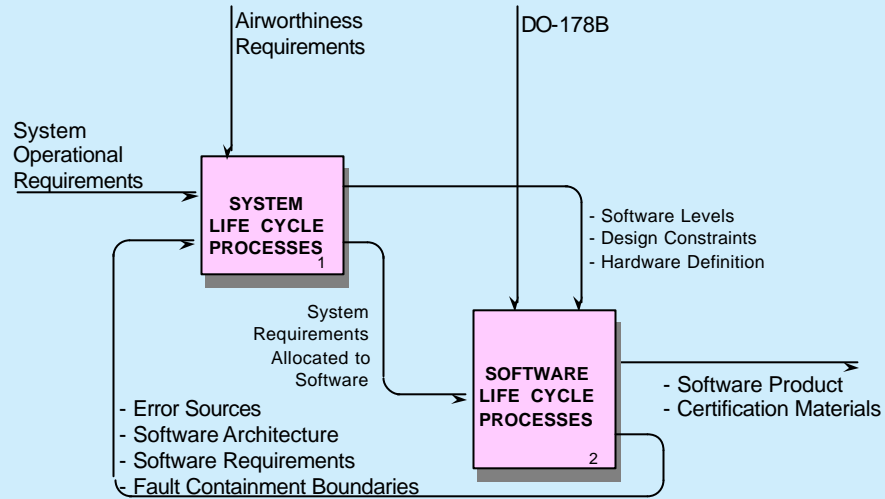 Airworthiness
Requirements
DO-178B
System
Operational
Requirements
SYSTEM
LIFE CYCLE
PROCESSES
1
- Software Levels
- Design Constraints
- Hardware Definition
System
Requirements
Allocated to
Software
SOFTWARE
LIFE CYCLE
PROCESSES
2
- Software Product
- Certification Materials
- Error Sources
- Software Architecture
- Software Requirements
- Fault Containment Boundaries